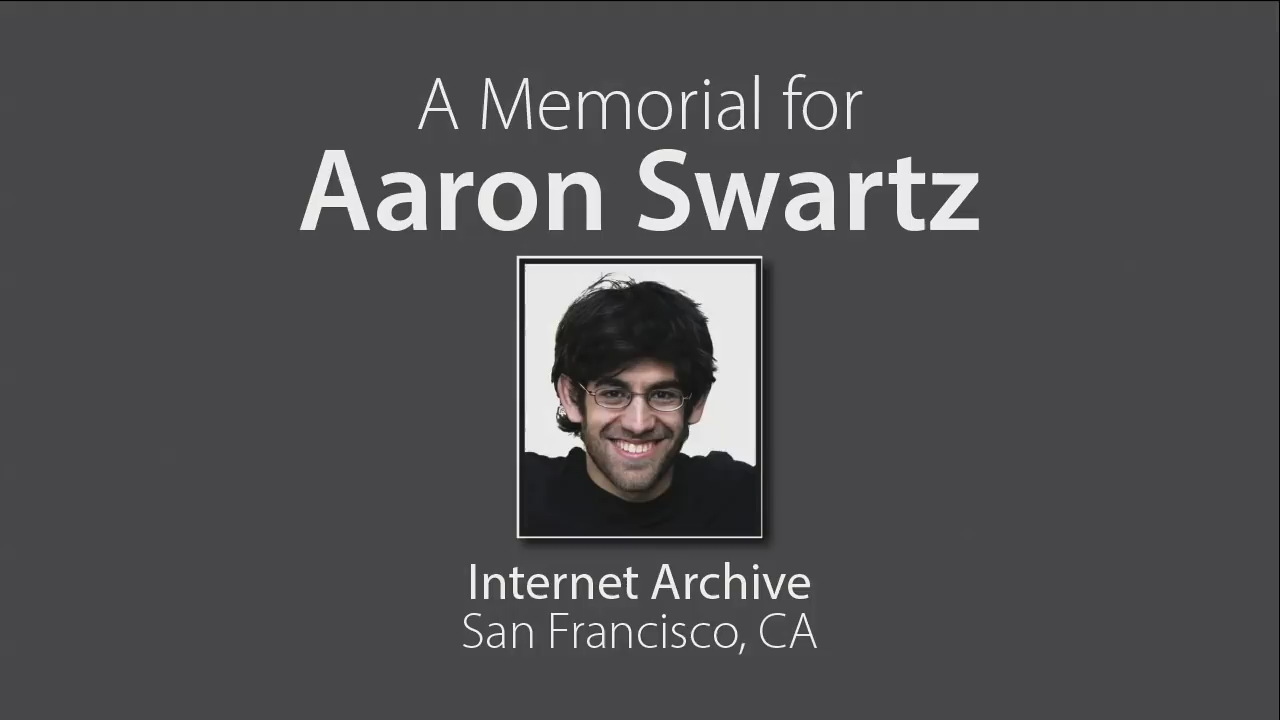 A Memorial for
Aaron Swartz
Internet Archive
San Francisco, CA